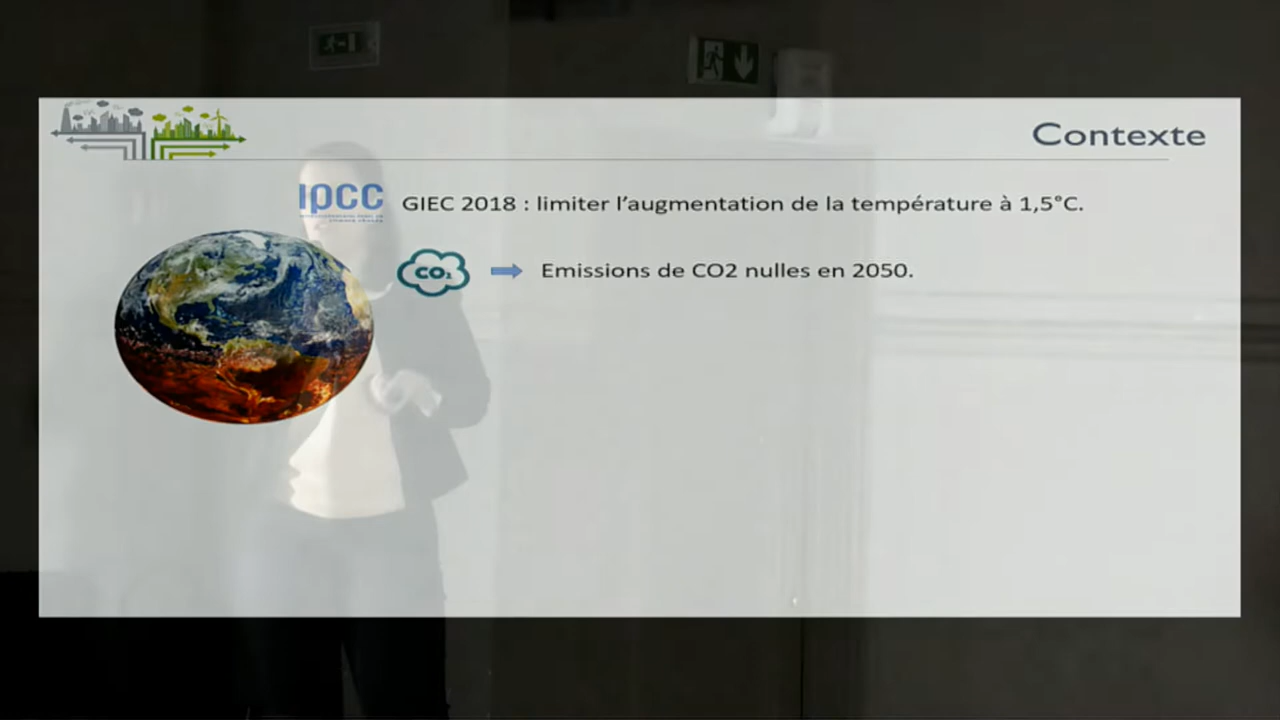 Contexte
ipcc
GIEC 2018 : limiter l'augmentation de la température à 1,5°C.
CO₂
Emissions de CO2 nulles en 2050.